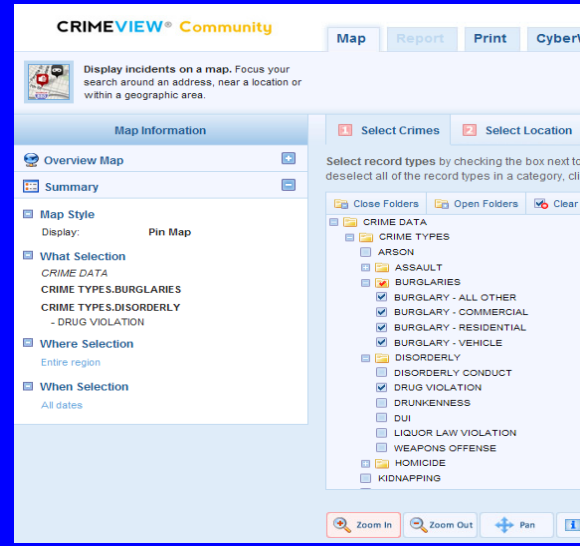 CRIMEVIEW® Community
Map Report Print
Display incidents on a map. Focus your
search around an address, near a location or
within a geographic area.
Map Information
Overview Map
Summary
Map Style
Display: Pin Map
What Selection
CRIME DATA
CRIME TYPES.BURGLARIES
CRIME TYPES.DISORDERLY
- DRUG VIOLATION
Where Selection
Entire region
When Selection
All dates
1 Select Crimes 2 Select Location
Select record types by checking the box next to
deselect all of the record types in a category, cli
Close Folders Open Folders Clear
CRIME DATA
CRIME TYPES
ARSON
ASSAULT
BURGLARIES
BURGLARY - ALL OTHER
BURGLARY - COMMERCIAL
BURGLARY - RESIDENTIAL
BURGLARY - VEHICLE
DISORDERLY
DISORDERLY CONDUCT
DRUG VIOLATION
DRUNKENNESS
DUI
LIQUOR LAW VIOLATION
WEAPONS OFFENSE
HOMICIDE
KIDNAPPING
Zoom In Zoom Out Pan